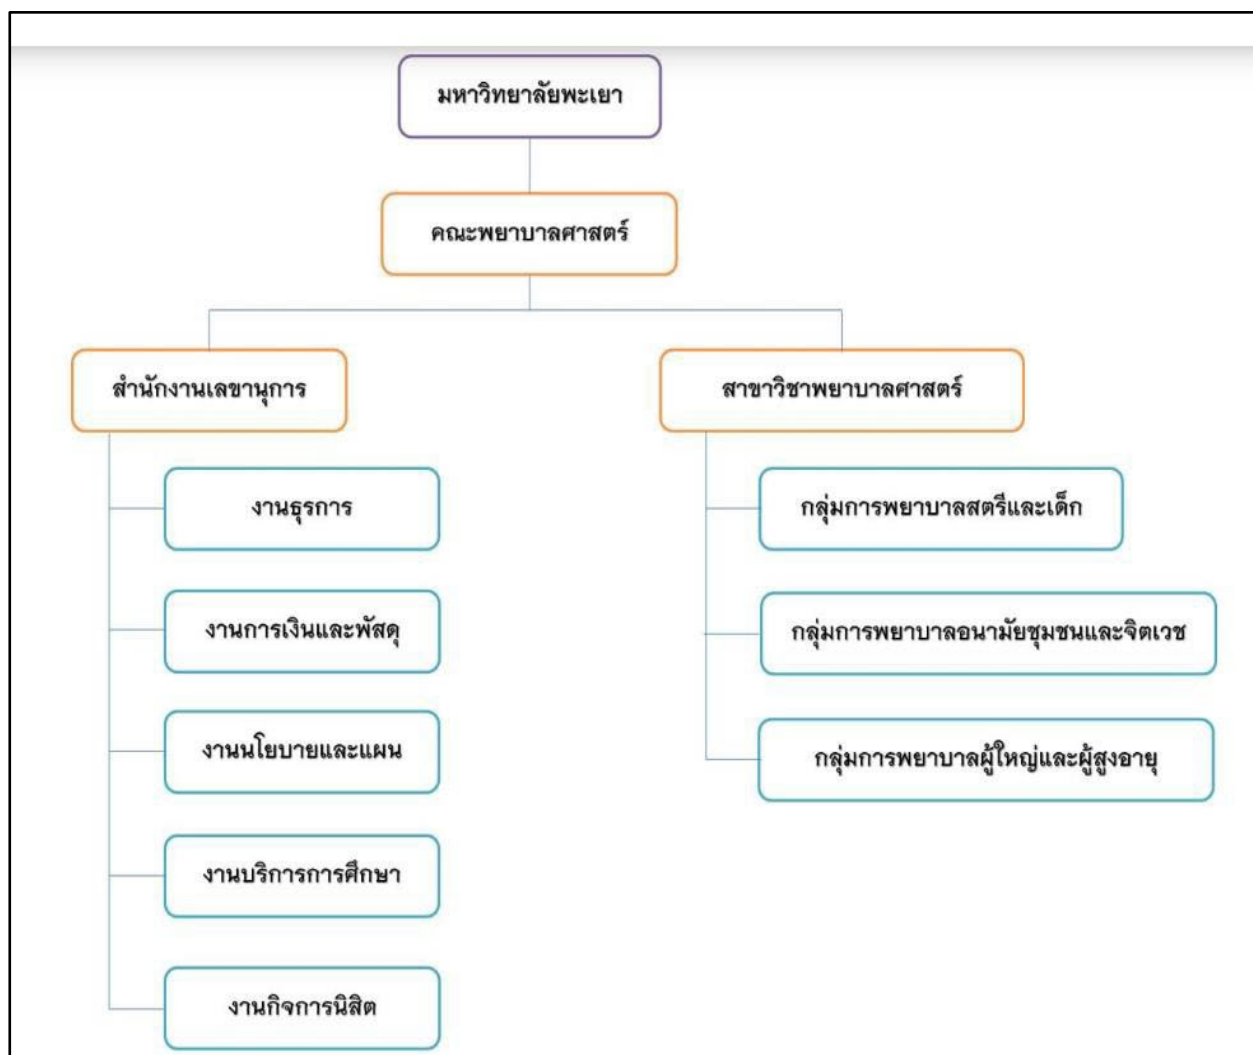 มหาวิทยาลัยพะเยา
คณะพยาบาลศาสตร์
สำนักงานเลขานุการ
งานธุรการ
งานการเงินและพัสดุ
งานนโยบายและแผน
งานบริการการศึกษา
งานกิจการนิสิต
สาขาวิชาพยาบาลศาสตร์
กลุ่มการพยาบาลสตรีและเด็ก
กลุ่มการพยาบาลอนามัยชุมชนและจิตเวช
กลุ่มการพยาบาลผู้ใหญ่และผู้สูงอายุ